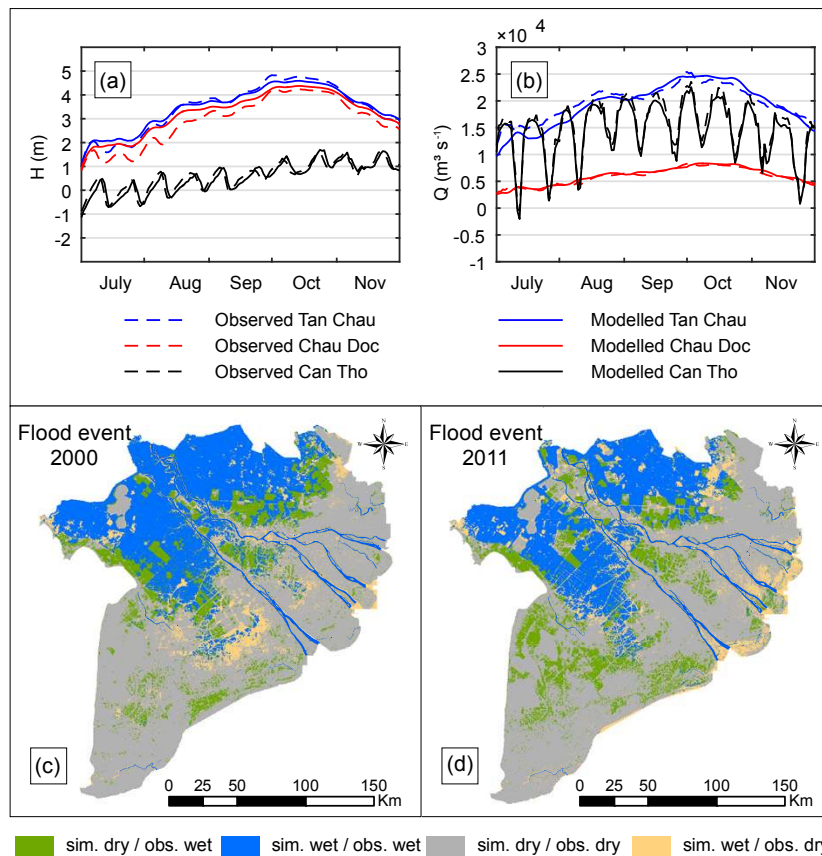 × 10 4
5
4
3
2
1
0
-1
-2
H (m)
(a)
July Aug Sep Oct Nov
3
2.5
2
1.5
1
0.5
0
-0.5
-1
Q (m³ s⁻¹)
(b)
July Aug Sep Oct Nov
Observed Tan Chau
Observed Chau Doc
Observed Can Tho
Modelled Tan Chau
Modelled Chau Doc
Modelled Can Tho
Flood event
2000
N
W E
S
(c)
0 25 50 100 150
Km
Flood event
2011
N
W E
S
(d)
0 25 50 100 150
Km
sim. dry / obs. wet sim. wet / obs. wet sim. dry / obs. dry sim. wet / obs. dry